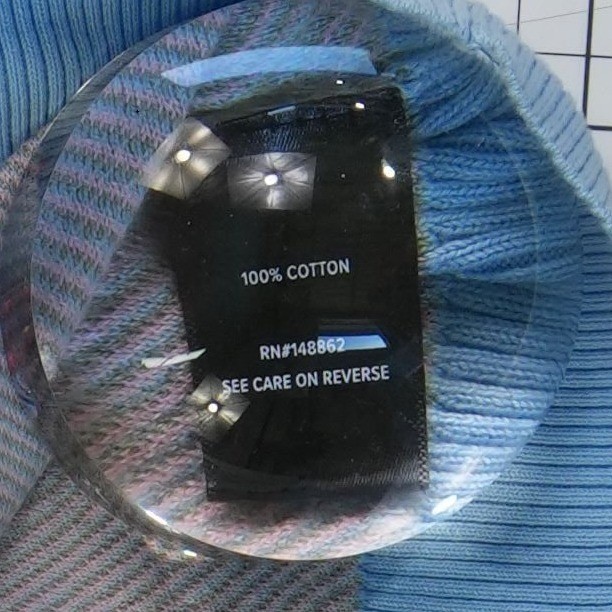 100% COTTON
RN#148862
SEE CARE ON REVERSE